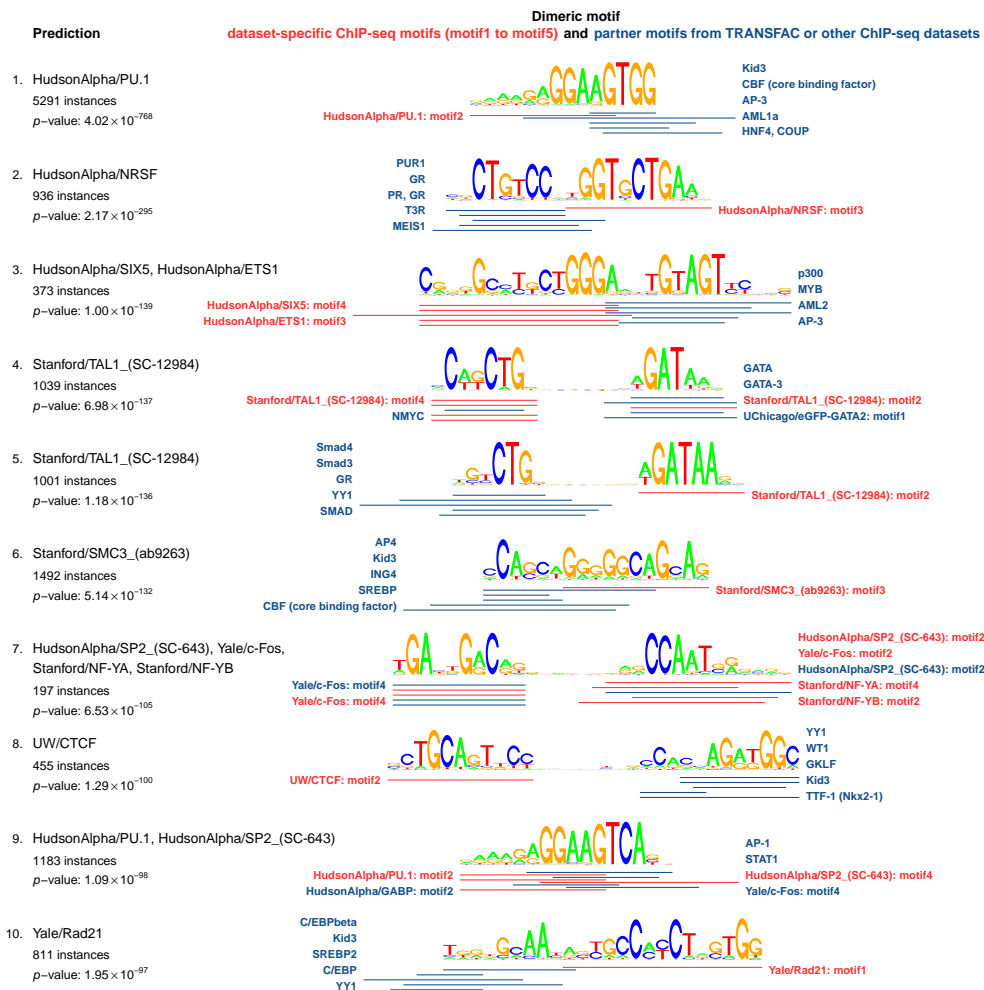 Dimeric motif
Prediction
dataset-specific ChIP-seq motifs (motif1 to motif5) and partner motifs from TRANSFAC or other ChIP-seq datasets
1. HudsonAlpha/PU.1
5291 instances
p−value: 4.02×10−768
HudsonAlpha/PU.1: motif2
Kid3
CBF (core binding factor)
AP-3
AML1a
HNF4, COUP
2. HudsonAlpha/NRSF
936 instances
p−value: 2.17×10−295
PUR1
GR
PR, GR
T3R
MEIS1
HudsonAlpha/NRSF: motif3
3. HudsonAlpha/SIX5, HudsonAlpha/ETS1
373 instances
p−value: 1.00×10−139
HudsonAlpha/SIX5: motif4
HudsonAlpha/ETS1: motif3
p300
MYB
AML2
AP-3
4. Stanford/TAL1_(SC-12984)
1039 instances
p−value: 6.98×10−137
Stanford/TAL1_(SC-12984): motif4
NMYC
GATA
GATA-3
Stanford/TAL1_(SC-12984): motif2
UChicago/eGFP-GATA2: motif1
5. Stanford/TAL1_(SC-12984)
1001 instances
p−value: 1.18×10−136
Smad4
Smad3
GR
YY1
SMAD
Stanford/TAL1_(SC-12984): motif2
6. Stanford/SMC3_(ab9263)
1492 instances
p−value: 5.14×10−132
AP4
Kid3
ING4
SREBP
CBF (core binding factor)
Stanford/SMC3_(ab9263): motif3
7. HudsonAlpha/SP2_(SC-643), Yale/c-Fos,
Stanford/NF-YA, Stanford/NF-YB
197 instances
p−value: 6.53×10−105
Yale/c-Fos: motif4
Yale/c-Fos: motif4
HudsonAlpha/SP2_(SC-643): motif2
Yale/c-Fos: motif2
HudsonAlpha/SP2_(SC-643): motif2
Stanford/NF-YA: motif4
Stanford/NF-YB: motif2
8. UW/CTCF
455 instances
p−value: 1.29×10−100
UW/CTCF: motif2
YY1
WT1
GKLF
Kid3
TTF-1 (Nkx2-1)
9. HudsonAlpha/PU.1, HudsonAlpha/SP2_(SC-643)
1183 instances
p−value: 1.09×10−98
HudsonAlpha/PU.1: motif2
HudsonAlpha/GABP: motif2
AP-1
STAT1
HudsonAlpha/SP2_(SC-643): motif4
Yale/c-Fos: motif4
10. Yale/Rad21
811 instances
p−value: 1.95×10−97
C/EBPbeta
Kid3
SREBP2
C/EBP
YY1
Yale/Rad21: motif1